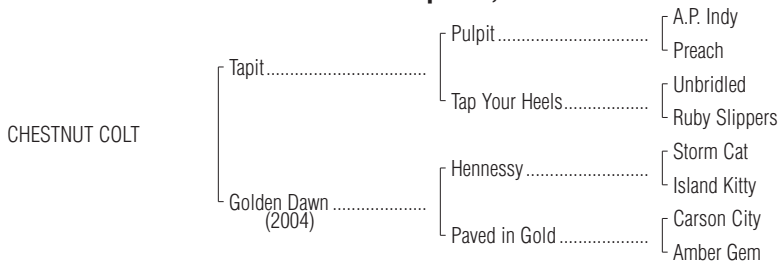 A.P. Indy
Pulpit
Preach
Tapit
Unbridled
Tap Your Heels
Ruby Slippers
CHESTNUT COLT
Storm Cat
Hennessy
Island Kitty
Golden Dawn
(2004)
Carson City
Paved in Gold
Amber Gem